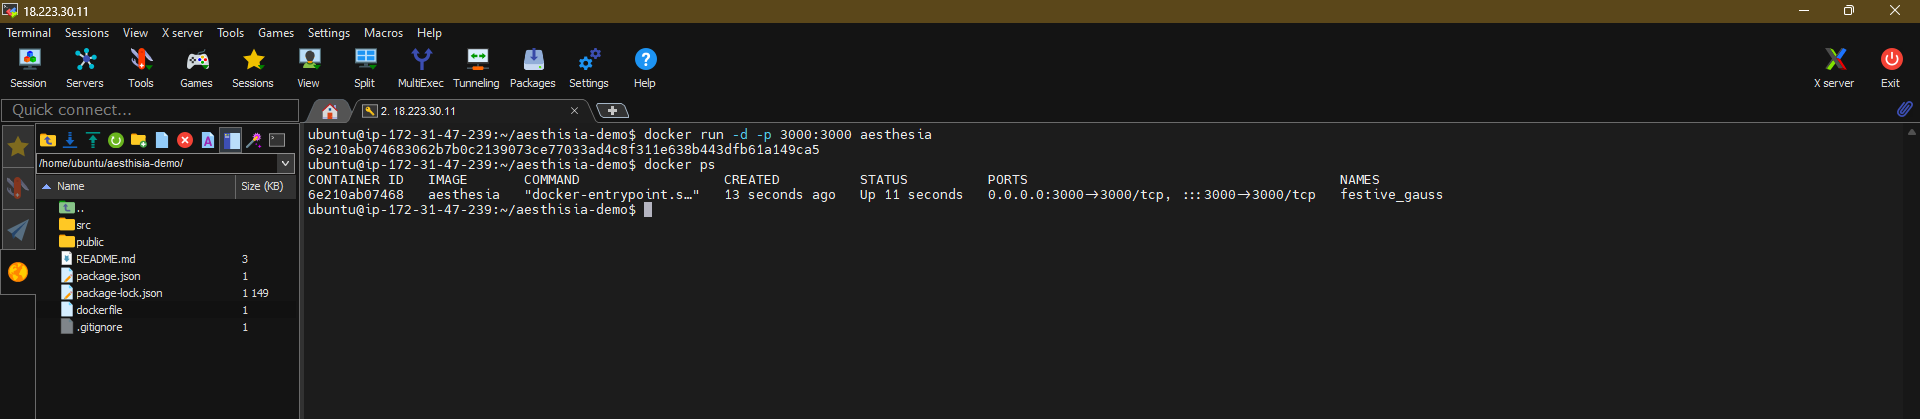 18.223.30.11
Terminal Sessions View X server Tools Games Settings Macros Help
Session Servers Tools Games Sessions View Split MultiExec Tunneling Packages Settings Help X server Exit
Quick connect...
2. 18.223.30.11
/home/ubuntu/aesthisia-demo/
Name Size (KB)
..
src
public
README.md 3
package.json 1
package-lock.json 1 149
dockerfile 1
.gitignore 1
ubuntu@ip-172-31-47-239:~/aesthisia-demo$ docker run -d -p 3000:3000 aesthesia
6e210ab074683062b7b0c2139073ce77033ad4c8f311e638b443dfb61a149ca5
ubuntu@ip-172-31-47-239:~/aesthisia-demo$ docker ps
CONTAINER ID IMAGE COMMAND CREATED STATUS PORTS NAMES
6e210ab07468 aesthesia "docker-entrypoint.s…" 13 seconds ago Up 11 seconds 0.0.0.0:3000->3000/tcp, :::3000->3000/tcp festive_gauss
ubuntu@ip-172-31-47-239:~/aesthisia-demo$